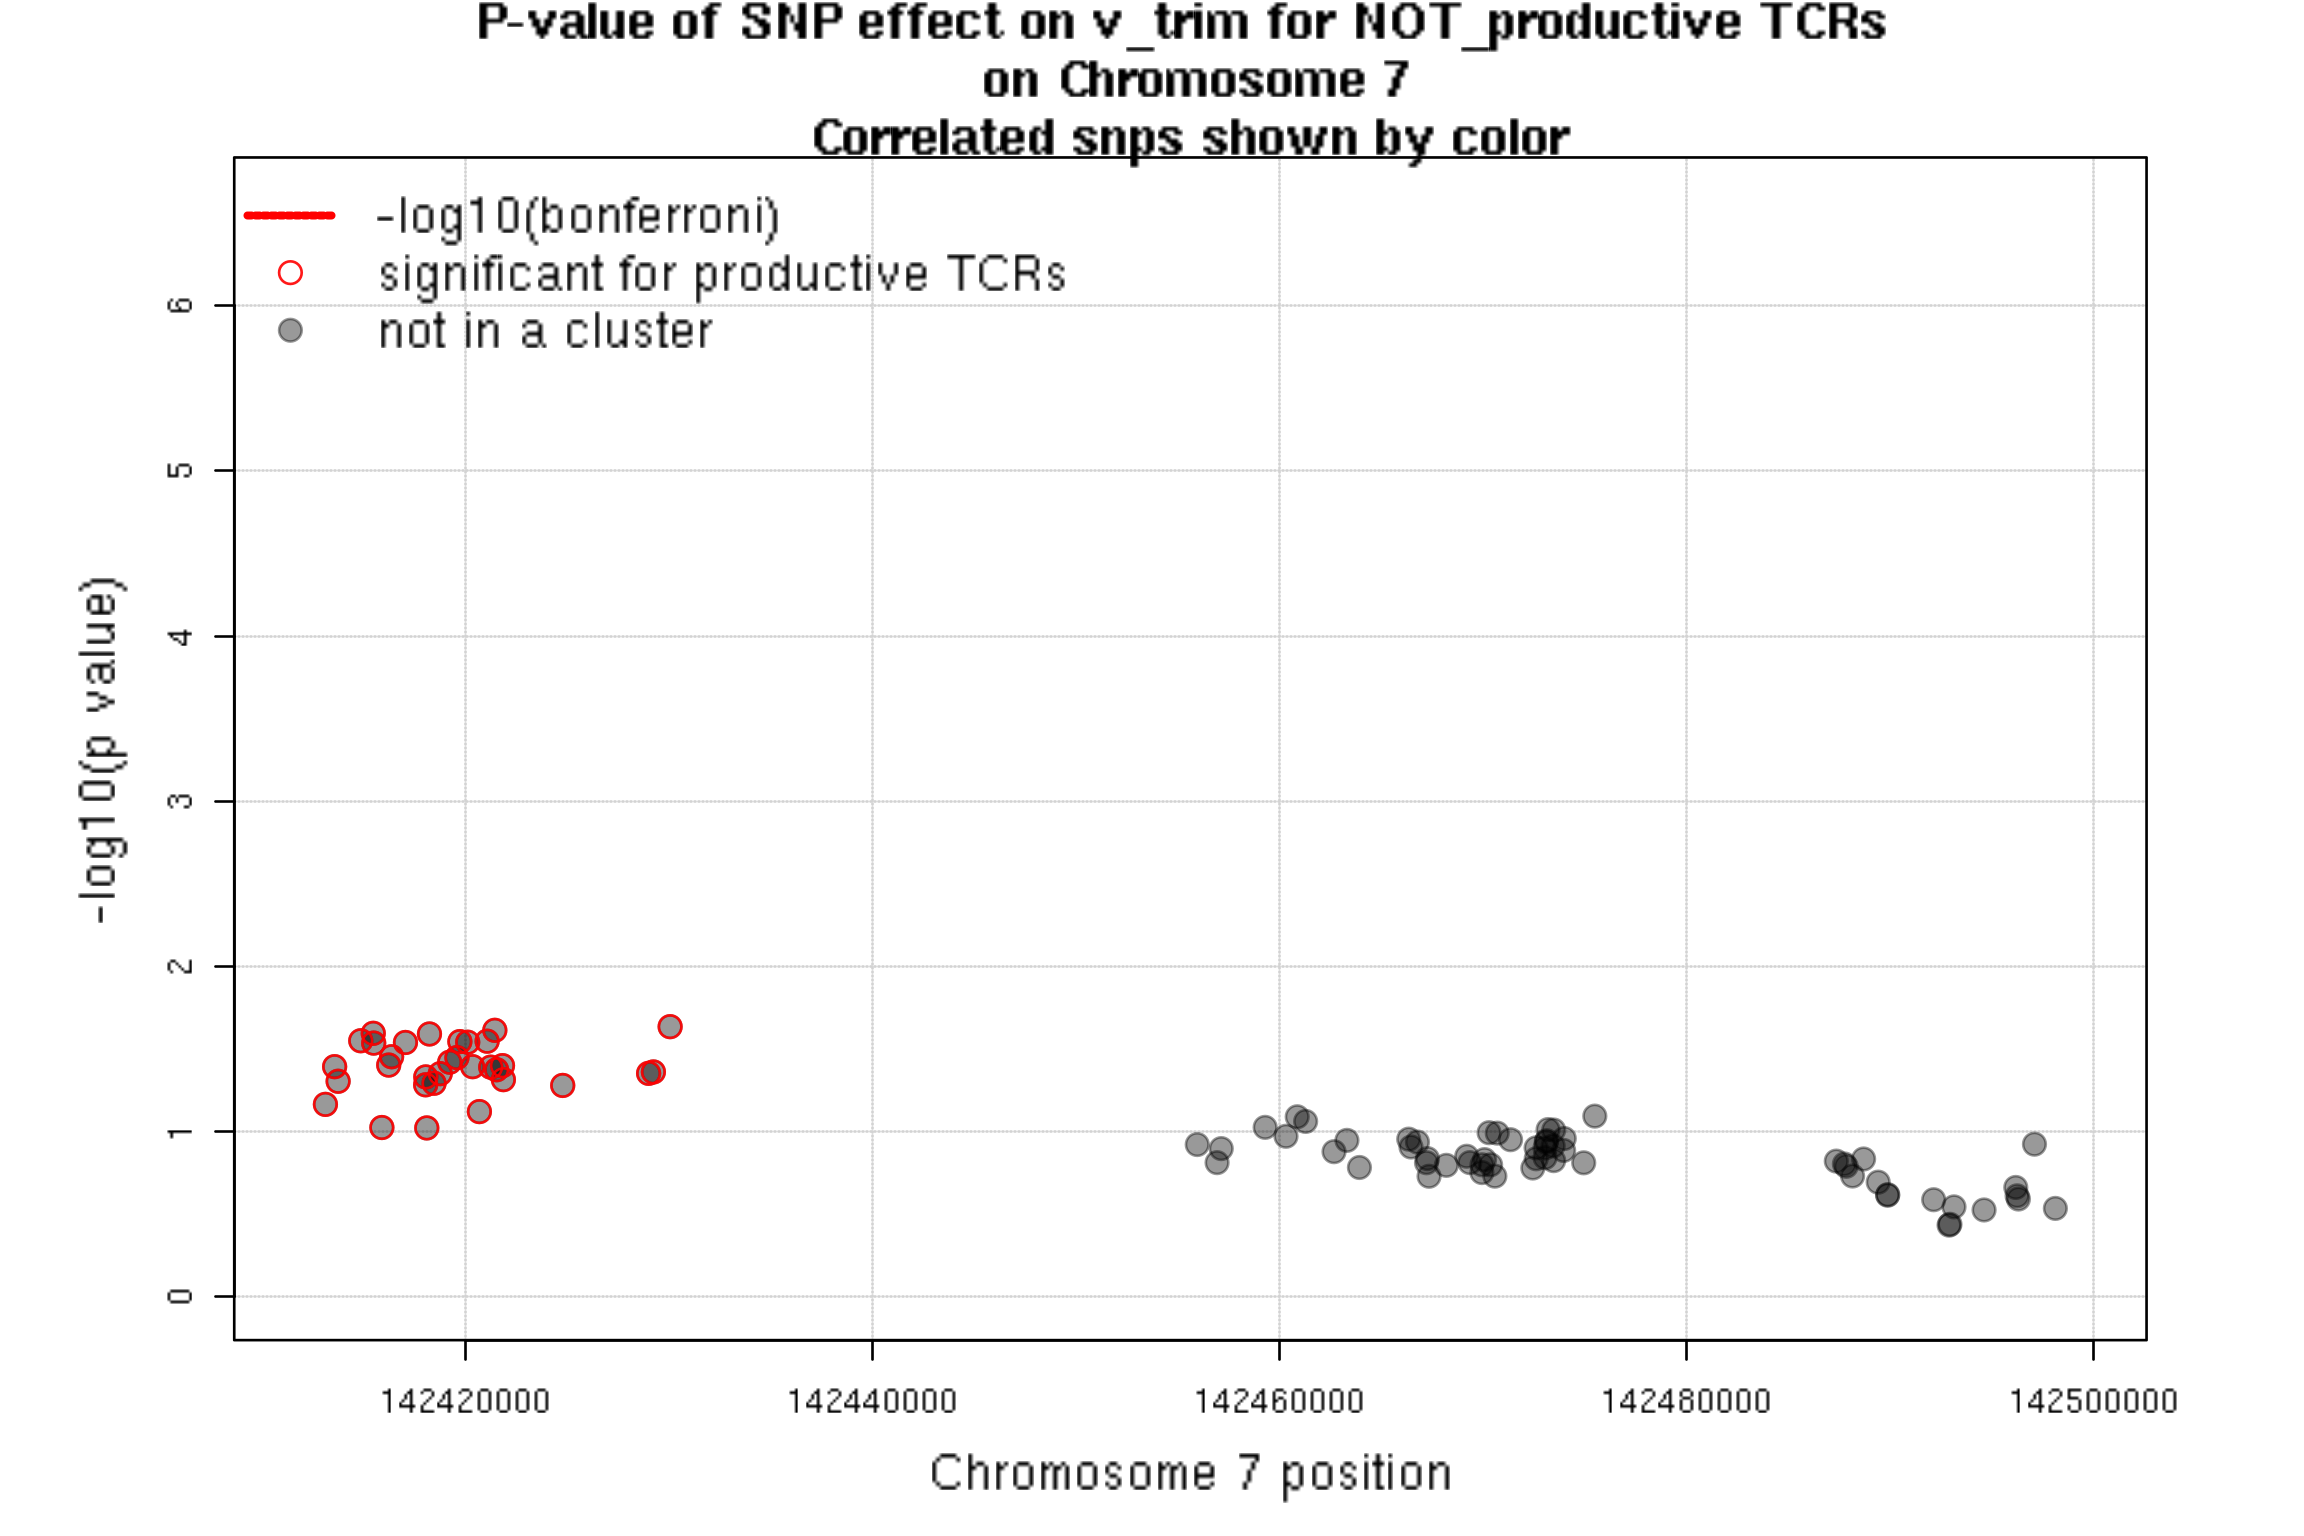 P-value of SNP effect on v_trim for NOT_productive TCRs
on Chromosome 7
Correlated snps shown by color
-log10(bonferroni)
significant for productive TCRs
not in a cluster
6
5
4
3
2
1
0
-log10(p value)
142420000 142440000 142460000 142480000 142500000
Chromosome 7 position